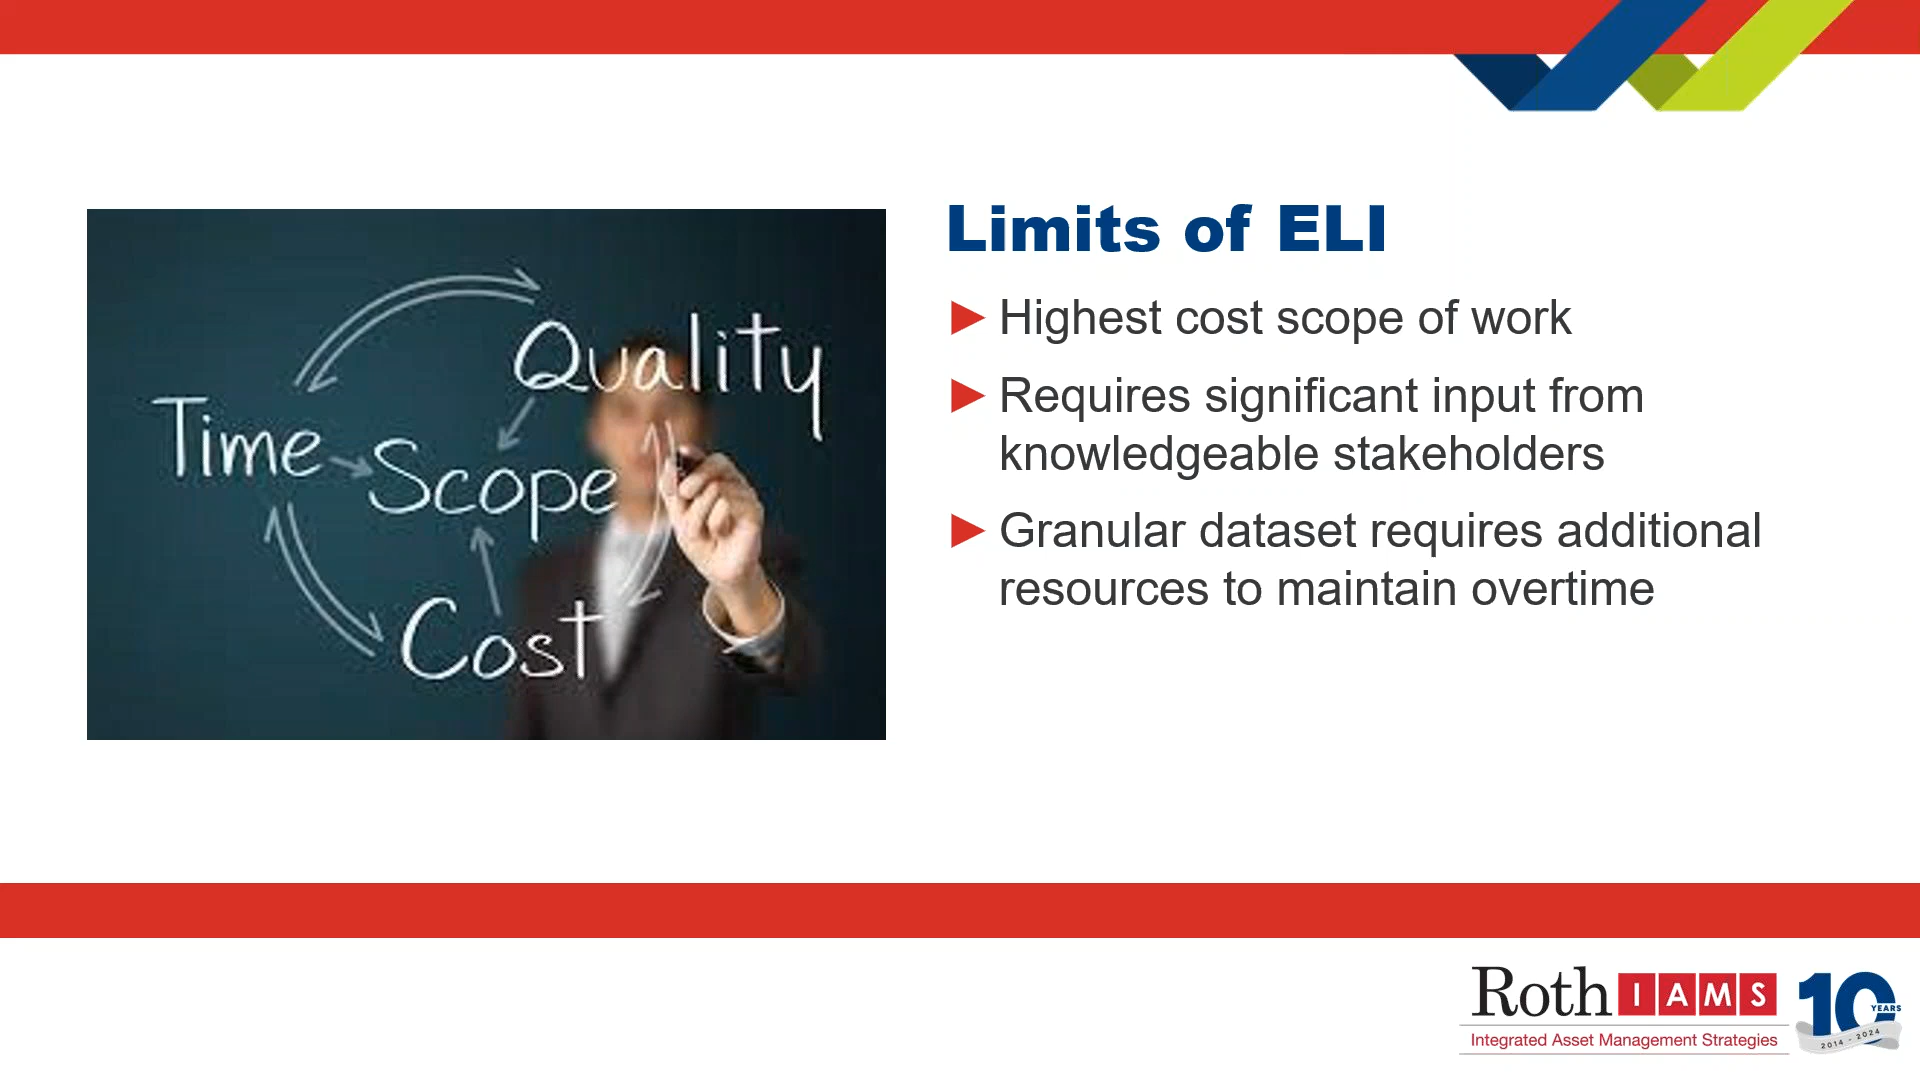 Quality
Time
Scope
Cost
Limits of ELI
Highest cost scope of work
Requires significant input from
knowledgeable stakeholders
Granular dataset requires additional
resources to maintain overtime
Roth IAMS
Integrated Asset Management Strategies
10
YEARS
2014 - 2024